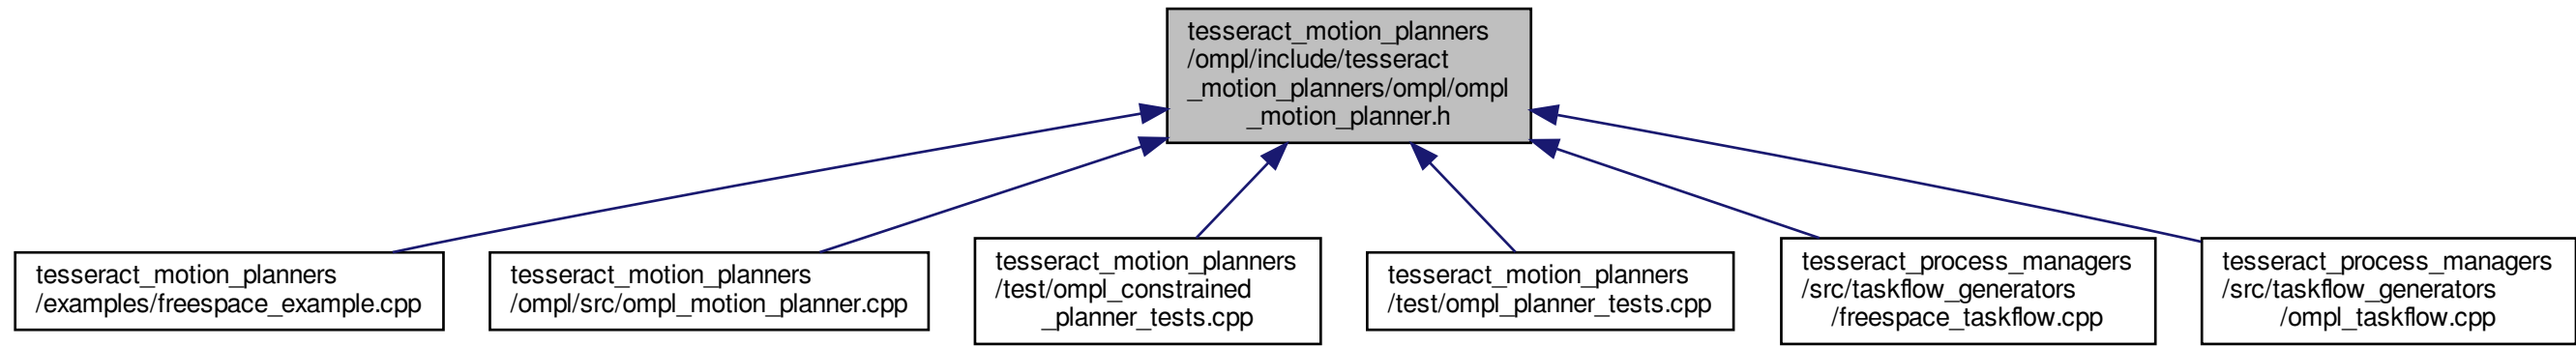 tesseract_motion_planners
/ompl/include/tesseract
_motion_planners/ompl/ompl
_motion_planner.h
tesseract_motion_planners
/examples/freespace_example.cpp
tesseract_motion_planners
/ompl/src/ompl_motion_planner.cpp
tesseract_motion_planners
/test/ompl_constrained
_planner_tests.cpp
tesseract_motion_planners
/test/ompl_planner_tests.cpp
tesseract_process_managers
/src/taskflow_generators
/freespace_taskflow.cpp
tesseract_process_managers
/src/taskflow_generators
/ompl_taskflow.cpp